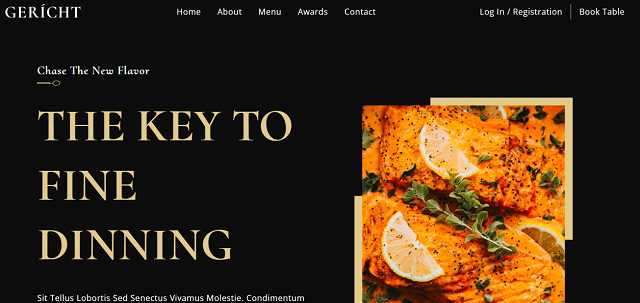 GERÍCHT
Home About Menu Awards Contact
Log In / Registration Book Table
Chase The New Flavor
THE KEY TO
FINE
DINNING
Sit Tellus Lobortis Sed Senectus Vivamus Molestie. Condimentum